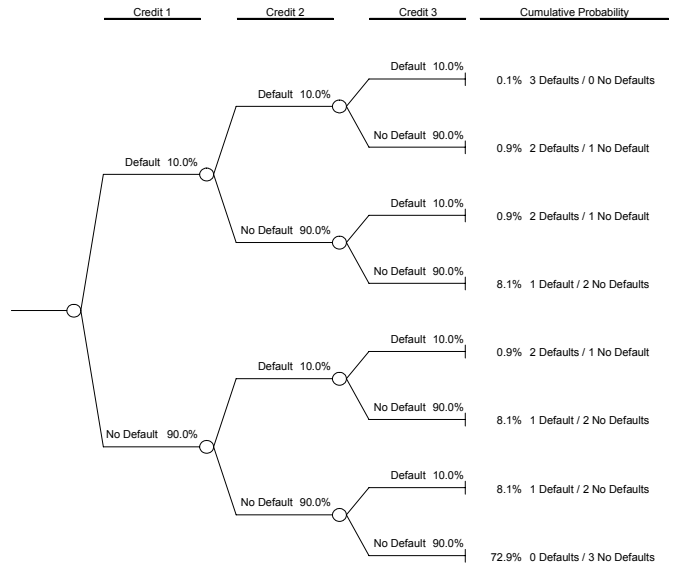 Credit 1 Credit 2 Credit 3 Cumulative Probability
Default 10.0%
0.1% 3 Defaults / 0 No Defaults
Default 10.0%
No Default 90.0%
0.9% 2 Defaults / 1 No Default
Default 10.0%
Default 10.0%
0.9% 2 Defaults / 1 No Default
No Default 90.0%
No Default 90.0%
8.1% 1 Default / 2 No Defaults
Default 10.0%
0.9% 2 Defaults / 1 No Default
Default 10.0%
No Default 90.0%
8.1% 1 Default / 2 No Defaults
No Default 90.0%
Default 10.0%
8.1% 1 Default / 2 No Defaults
No Default 90.0%
No Default 90.0%
72.9% 0 Defaults / 3 No Defaults